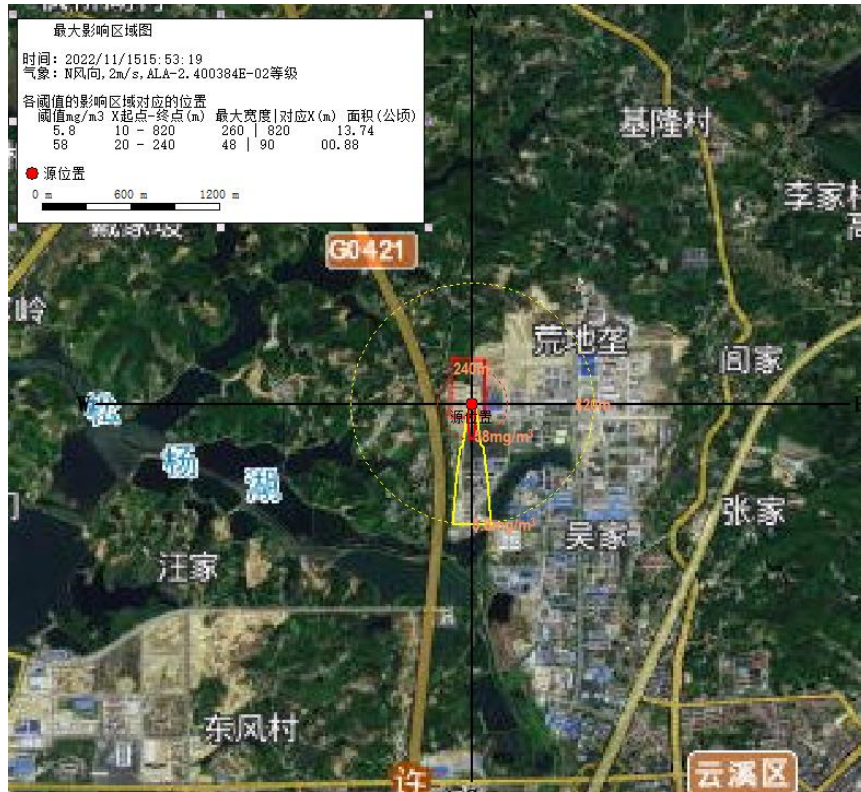 最大影响区域图
时间: 2022/11/1515:53:19
气象: N风向,2m/s,ALA-2.400384E-02等级
各阈值的影响区域对应的位置
阈值mg/m3 X起点-终点(m) 最大宽度|对应X(m) 面积(公顷)
5.8 10 - 820 260 | 820 13.74
58 20 - 240 48 | 90 00.88
源位置
0 m 600 m 1200 m
基隆村
李家村
G0421
荒地垄
闾家
240m
源位置
58mg/m³
松
杨
湖
吴家
张家
汪家
东风村
许
云溪区